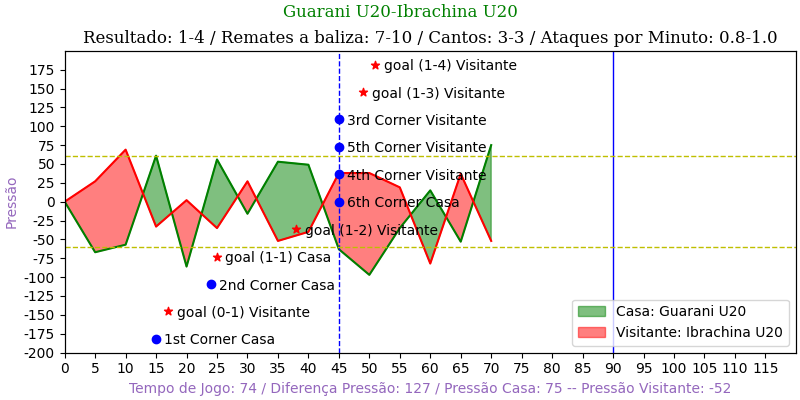 Guarani U20-Ibrachina U20
Resultado: 1-4 / Remates a baliza: 7-10 / Cantos: 3-3 / Ataques por Minuto: 0.8-1.0
175
150
125
100
75
50
25
0
-25
-50
-75
-100
-125
-150
-175
-200
Pressão
goal (1-4) Visitante
goal (1-3) Visitante
3rd Corner Visitante
5th Corner Visitante
4th Corner Visitante
6th Corner Casa
goal (1-2) Visitante
goal (1-1) Casa
2nd Corner Casa
goal (0-1) Visitante
1st Corner Casa
Casa: Guarani U20
Visitante: Ibrachina U20
0 5 10 15 20 25 30 35 40 45 50 55 60 65 70 75 80 85 90 95 100 105 110 115
Tempo de Jogo: 74 / Diferença Pressão: 127 / Pressão Casa: 75 -- Pressão Visitante: -52